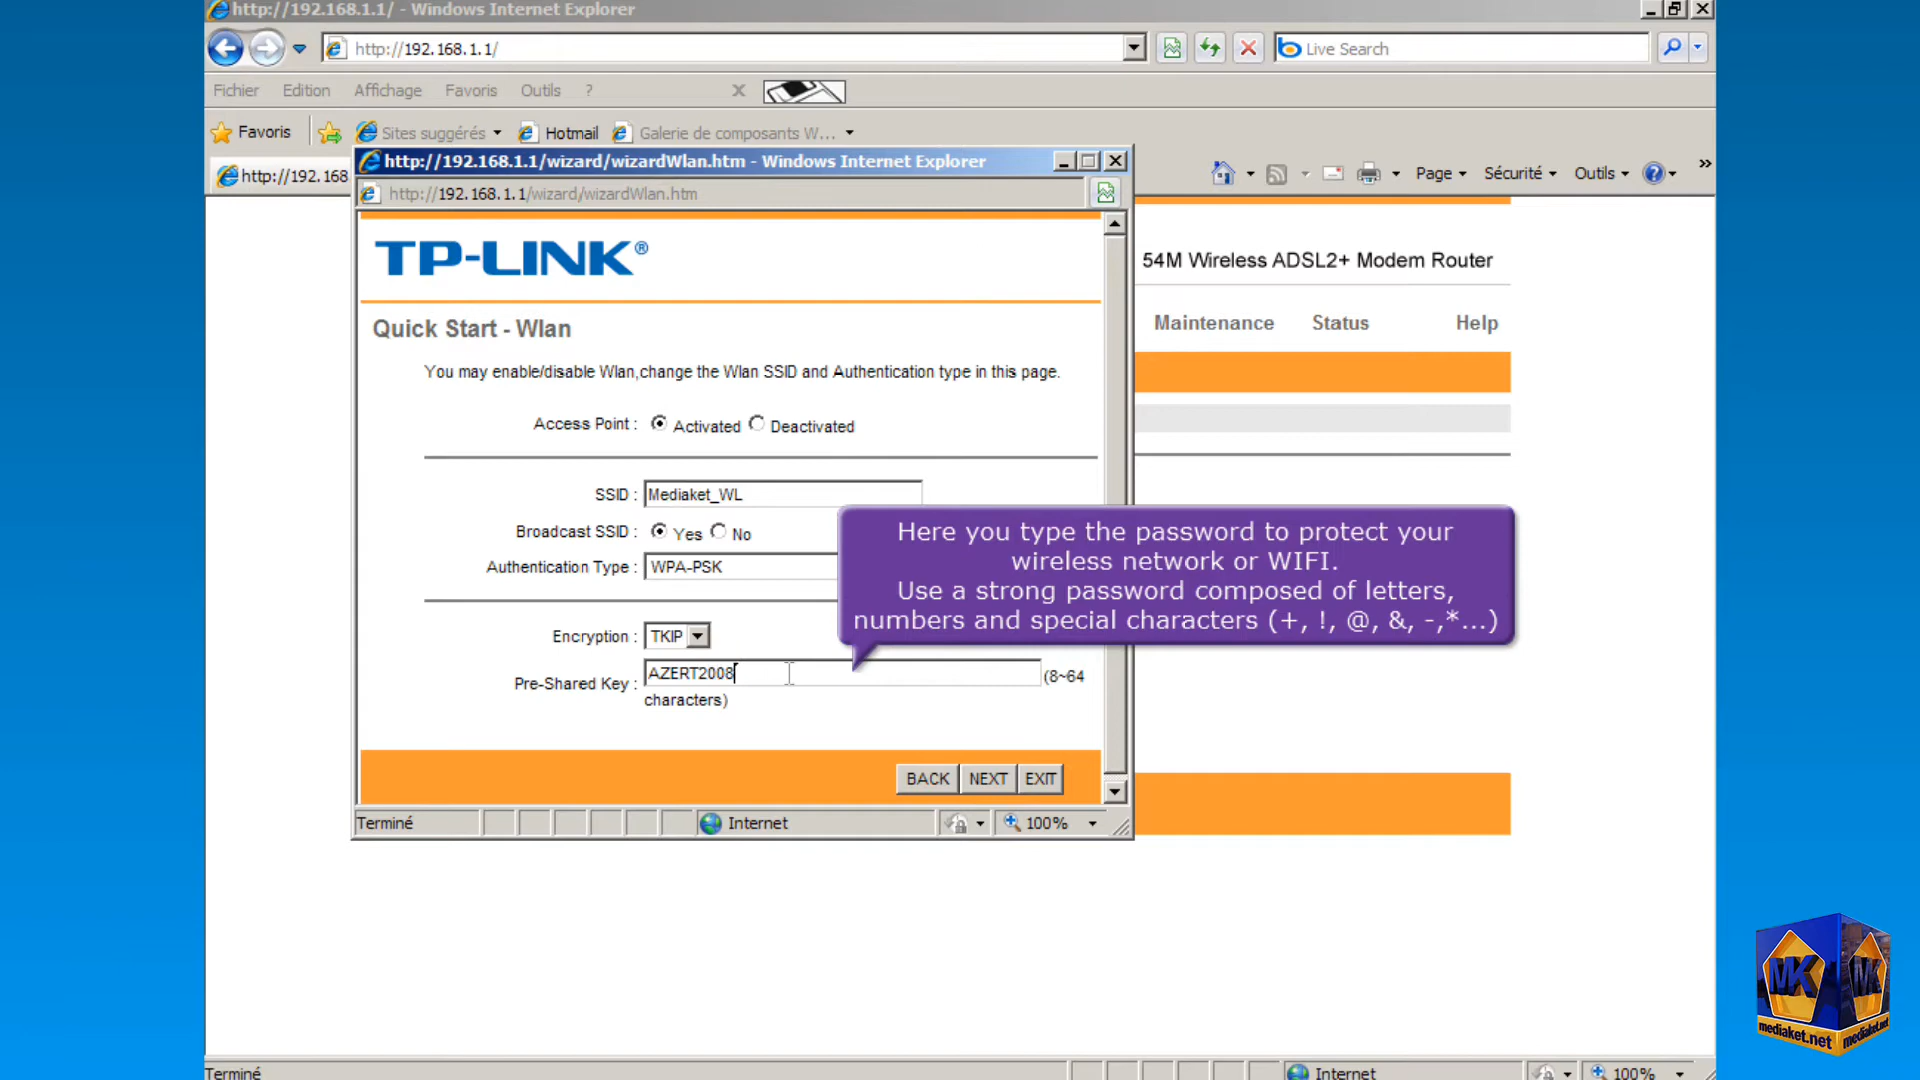 http://192.168.1.1/ - Windows Internet Explorer
http://192.168.1.1/
Live Search
Fichier Edition Affichage Favoris Outils ? X
Favoris Sites suggérés Hotmail Galerie de composants W...
http://192.168
Page Sécurité Outils »
http://192.168.1.1/wizard/wizardWlan.htm - Windows Internet Explorer
http://192.168.1.1/wizard/wizardWlan.htm
TP-LINK®
54M Wireless ADSL2+ Modem Router
Maintenance Status Help
Quick Start - Wlan
You may enable/disable Wlan,change the Wlan SSID and Authentication type in this page.
Access Point : Activated Deactivated
SSID : Mediaket_WL
Broadcast SSID : Yes No
Authentication Type : WPA-PSK
Here you type the password to protect your
wireless network or WIFI.
Use a strong password composed of letters,
numbers and special characters (+, !, @, &, -,*...)
Encryption : TKIP
Pre-Shared Key : AZERT2008 (8~64
characters)
BACK NEXT EXIT
Terminé Internet 100%
MK MK
mediaket.net mediaket.net
Terminé Internet 100%